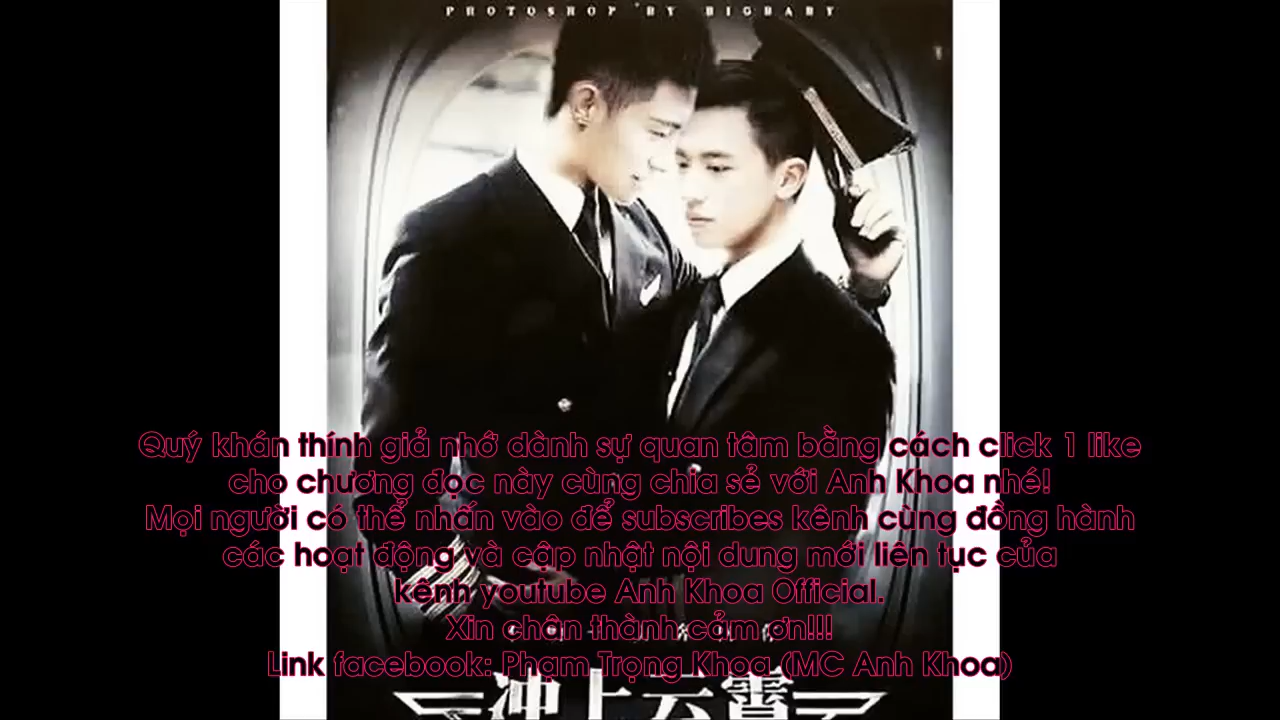 PHOTOSHOP BY BIGBABY
Quý khán thính giả nhớ dành sự quan tâm bằng cách click 1 like
cho chương đọc này cùng chia sẻ với Anh Khoa nhé!
Mọi người có thể nhấn vào để subscribes kênh cùng đồng hành
các hoạt động và cập nhật nội dung mới liên tục của
kênh youtube Anh Khoa Official.
Xin chân thành cảm ơn!!!
Link facebook: Phạm Trọng Khoa (MC Anh Khoa)
冲上云霄